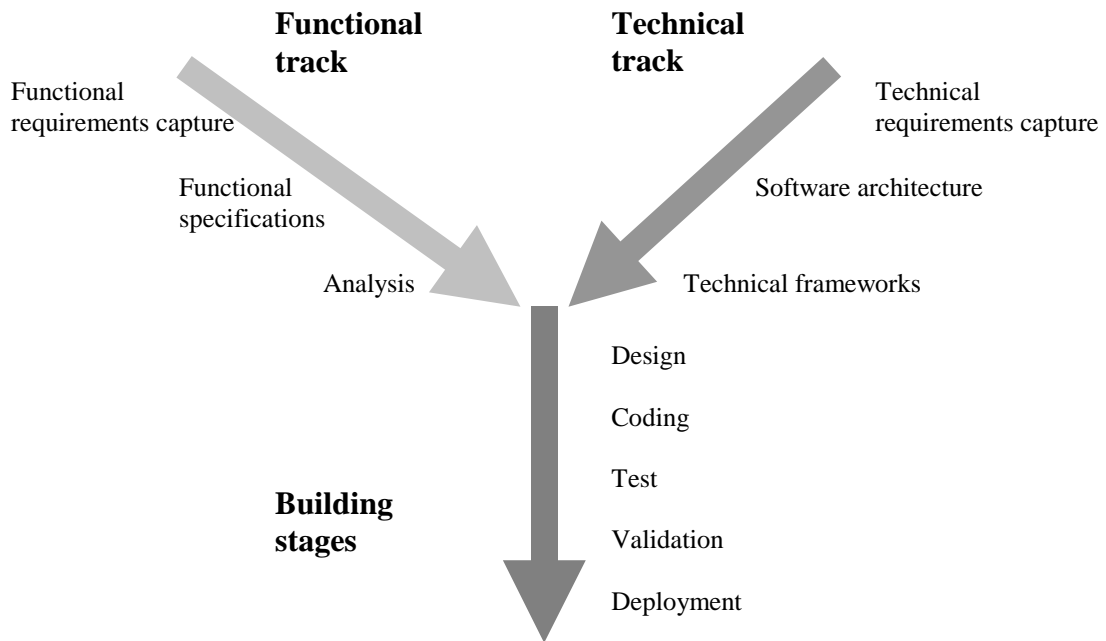 Functional
track
Technical
track
Functional
requirements capture
Technical
requirements capture
Functional
specifications
Software architecture
Analysis
Technical frameworks
Design
Coding
Test
Building
stages
Validation
Deployment